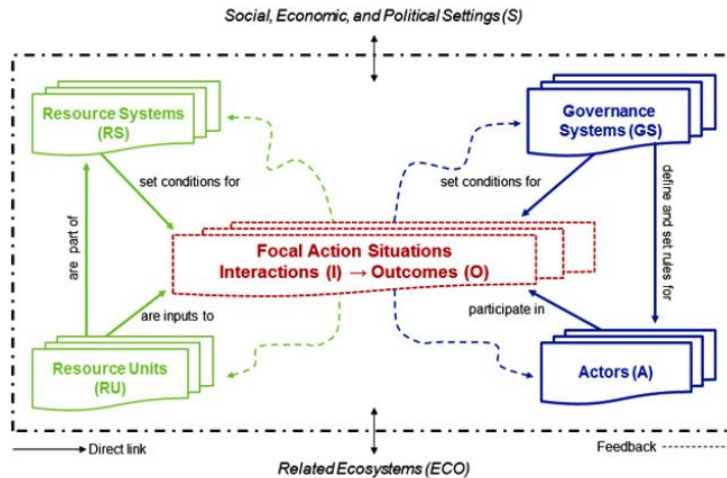 Social, Economic, and Political Settings (S)
Resource Systems
(RS)
Governance
Systems (GS)
set conditions for
set conditions for
are part of
define and set rules for
Focal Action Situations
Interactions (I) → Outcomes (O)
are inputs to
participate in
Resource Units
(RU)
Actors (A)
Direct link
Feedback
Related Ecosystems (ECO)